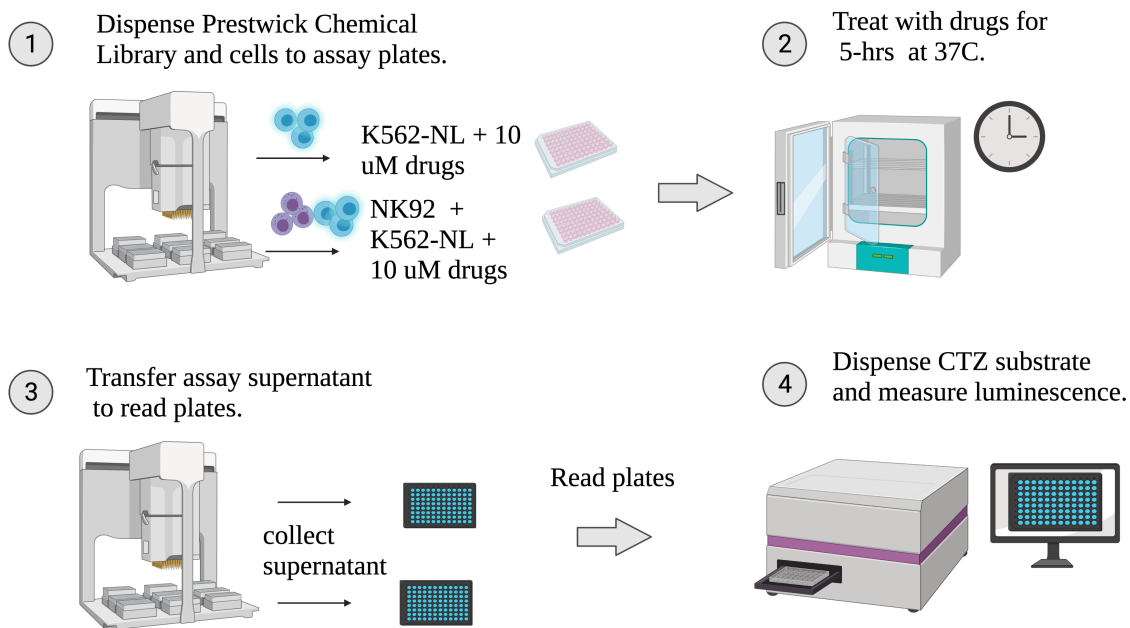 1
Dispense Prestwick Chemical
Library and cells to assay plates.
K562-NL + 10
uM drugs
NK92 +
K562-NL +
10 uM drugs
2
Treat with drugs for
5-hrs at 37C.
3
Transfer assay supernatant
to read plates.
collect
supernatant
Read plates
4
Dispense CTZ substrate
and measure luminescence.